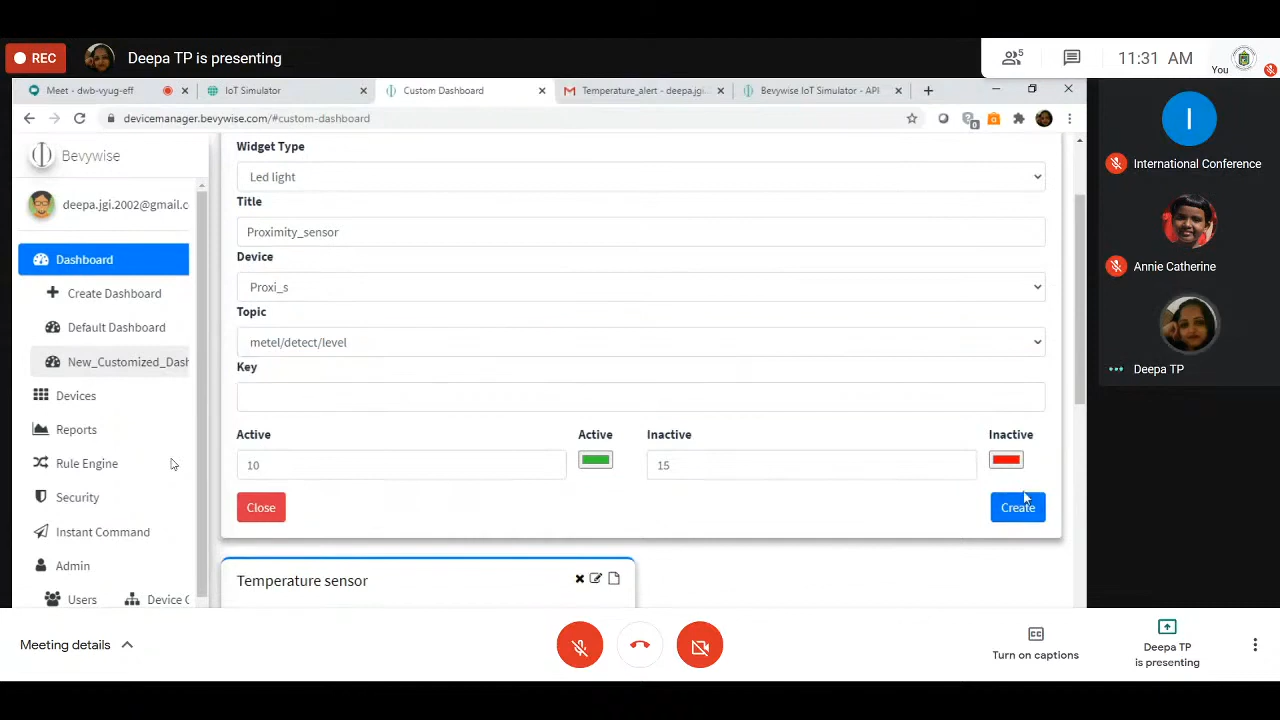 REC
Deepa TP is presenting
5
11:31 AM
You
Meet - dwb-vyug-eff
IoT Simulator
Custom Dashboard
Temperature_alert - deepa.jgi.
Bevywise IoT Simulator - API
devicemanager.bevywise.com/#custom-dashboard
0
Bevywise
deepa.jgi.2002@gmail.c
Dashboard
Create Dashboard
Default Dashboard
New_Customized_Dash
Devices
Reports
Rule Engine
Security
Instant Command
Admin
Users
Device C
Widget Type
Led light
Title
Proximity_sensor
Device
Proxi_s
Topic
metel/detect/level
Key
Active
Active
Inactive
Inactive
10
15
Close
Create
Temperature sensor
I
International Conference
Annie Catherine
Deepa TP
Meeting details
CC
Turn on captions
Deepa TP
is presenting